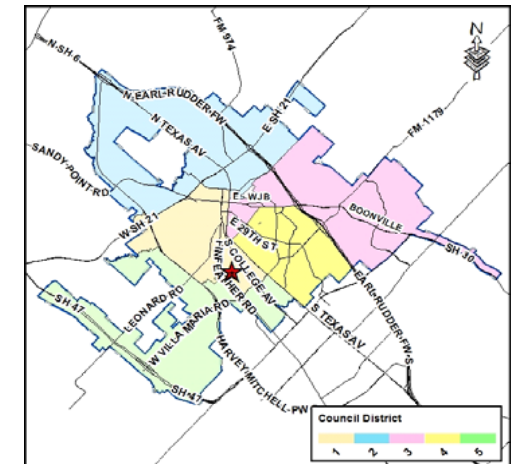 FM 974
N
N-SH-6
N-EARL-RUDDER-FW
E SH 21
FM-1179
N TEXAS AV
SANDY-POINT-RD
E WJB
BOONVILLE
W-SH 21
E 29TH ST
SH-30
S COLLEGE AV
FINFEATHER RD
EARL-RUDDER-FW-S
LEONARD RD
SH 47
W VILLA MARIA RD
S TEXAS AV
HARVEY-MITCHELL-PW
SH-47
Council District
1 2 3 4 5